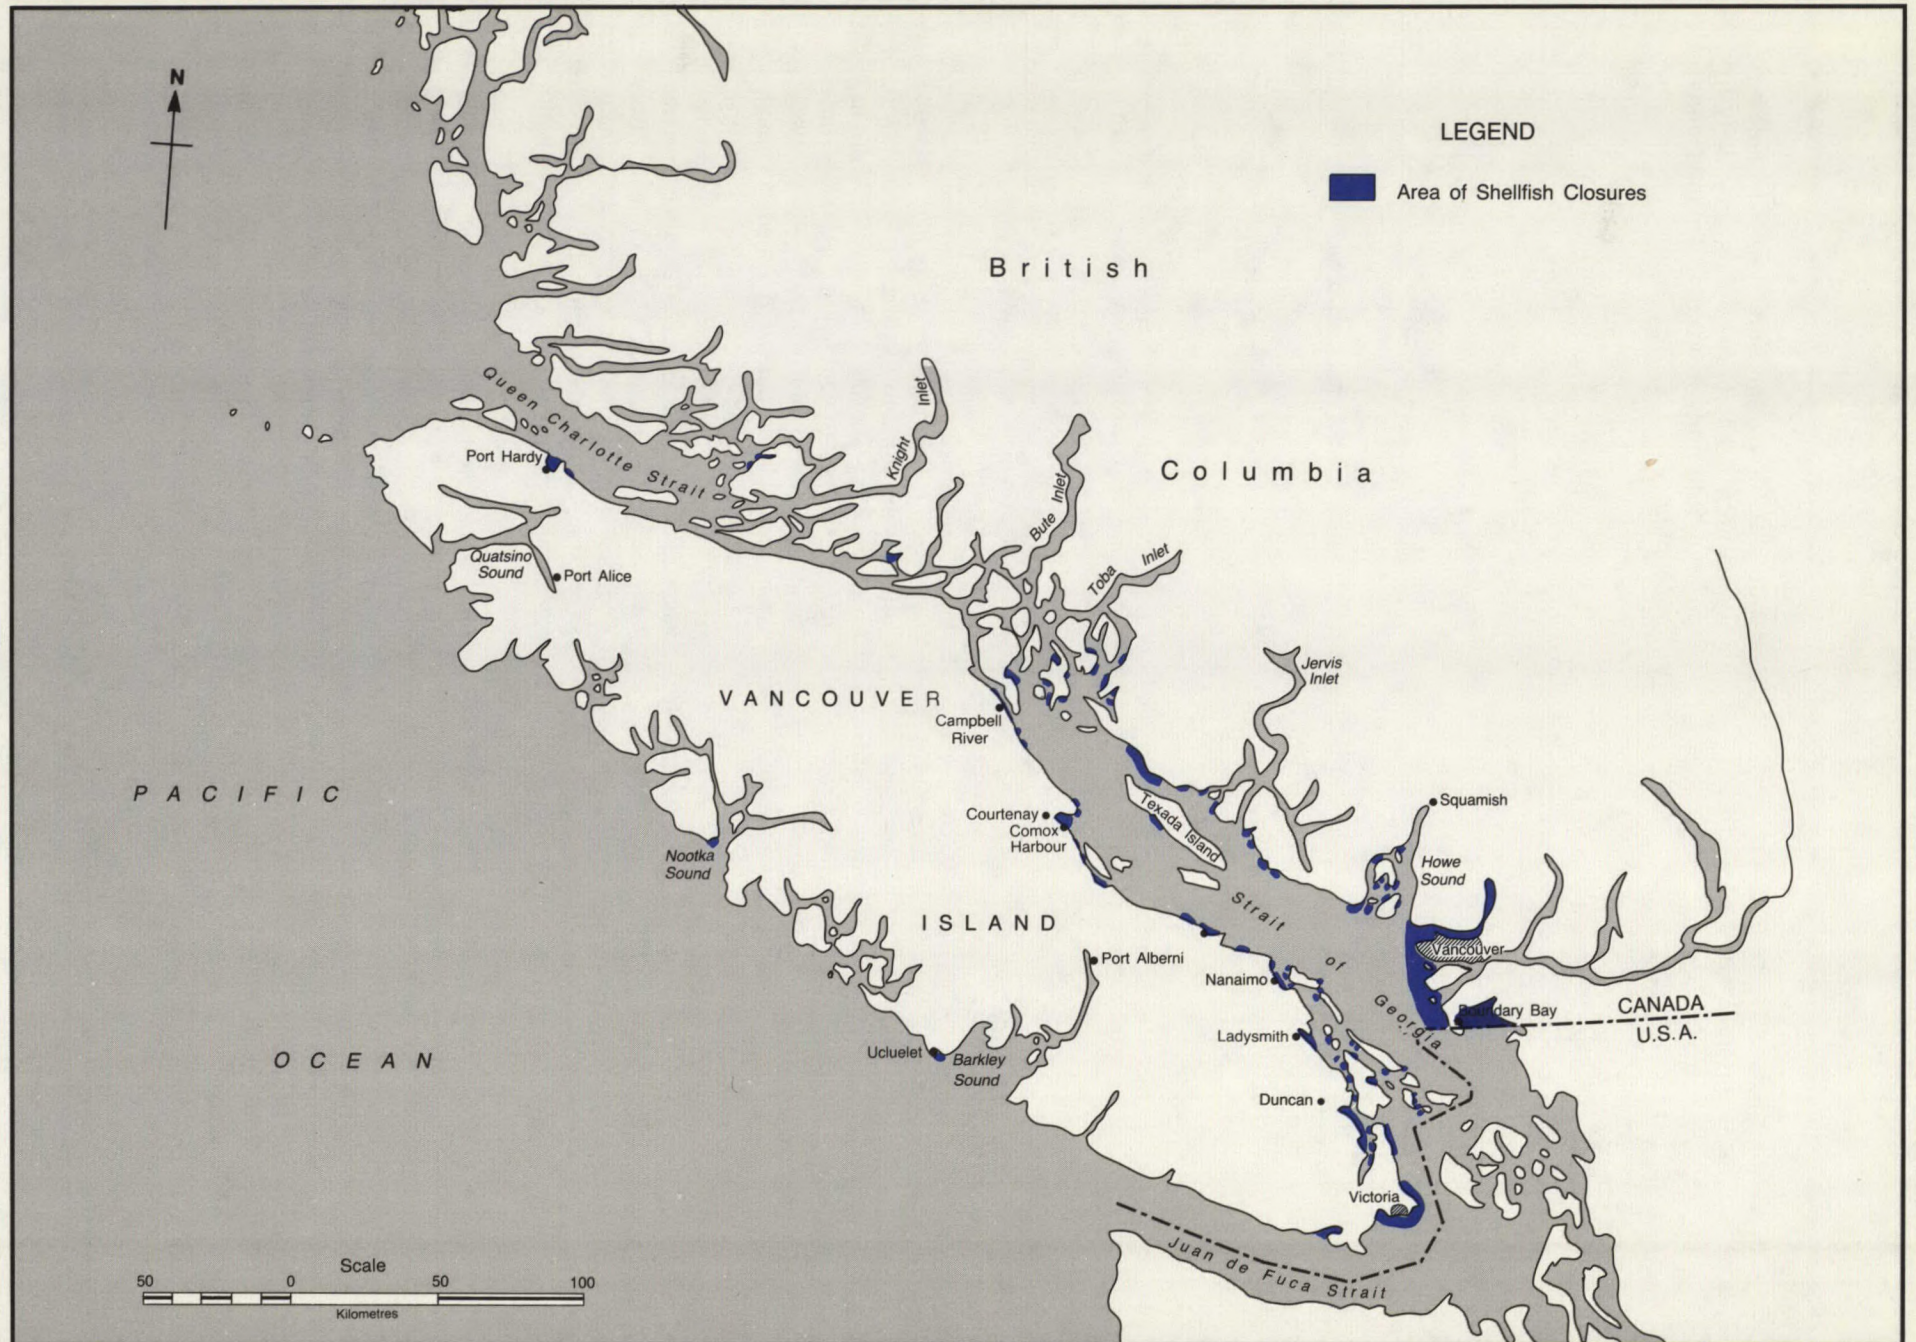 N
LEGEND
Area of Shellfish Closures
British
Columbia
Queen Charlotte Strait
Knight Inlet
Bute Inlet
Toba Inlet
Port Hardy
Quatsino
Sound
Port Alice
Jervis
Inlet
VANCOUVER
Campbell
River
PACIFIC
Squamish
Courtenay
Comox
Harbour
Texada Island
Nootka
Sound
Howe
Sound
ISLAND
Strait of Georgia
Vancouver
Port Alberni
Nanaimo
Boundary Bay
CANADA
U.S.A.
Ladysmith
Ucluelet
Barkley
Sound
OCEAN
Duncan
Victoria
Juan de Fuca Strait
Scale
50 0 50 100
Kilometres